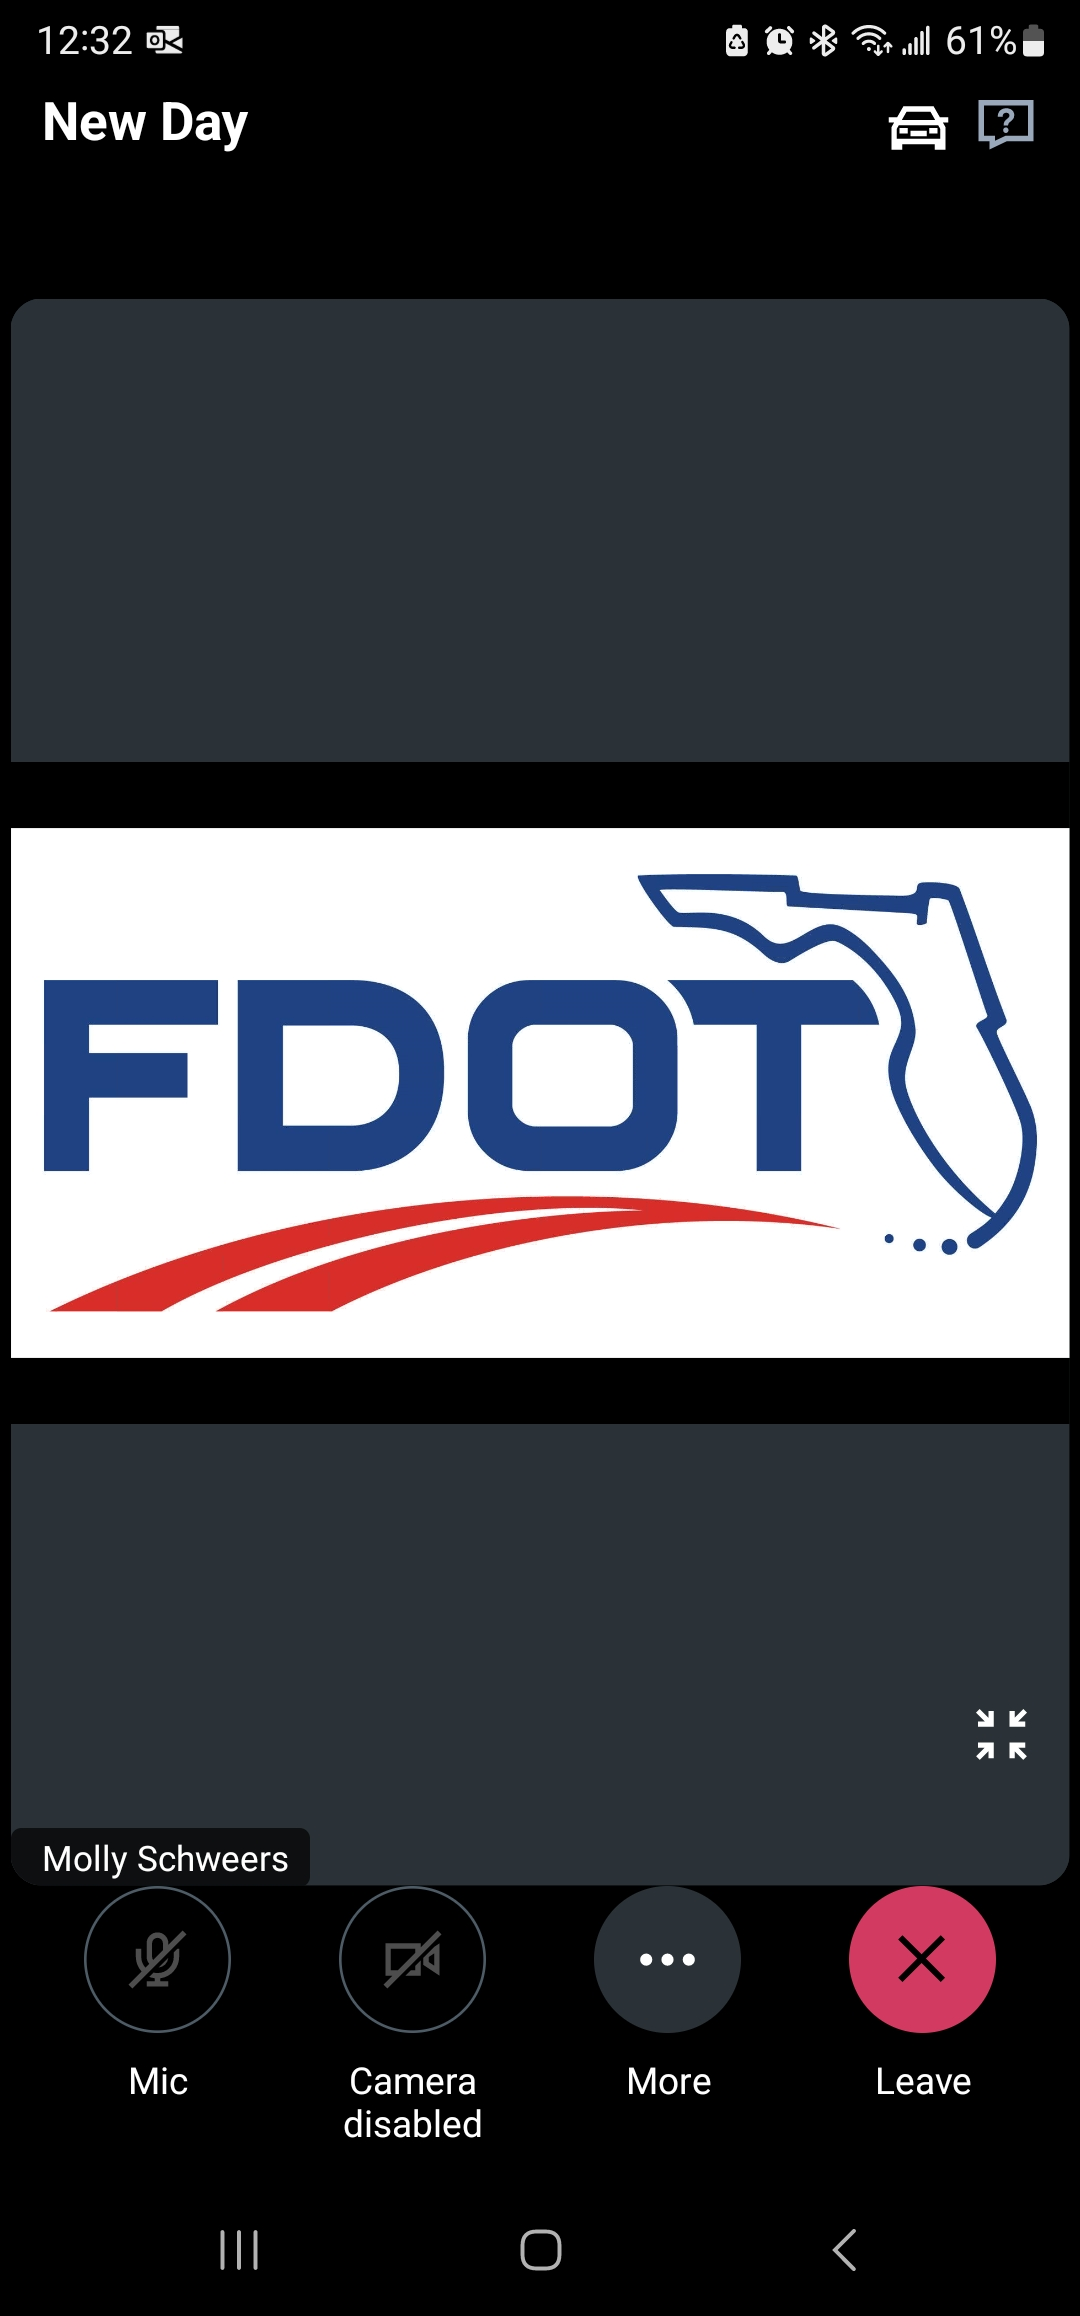 12:32
61%
New Day
FDOT
Molly Schweers
Mic
Camera
disabled
More
Leave